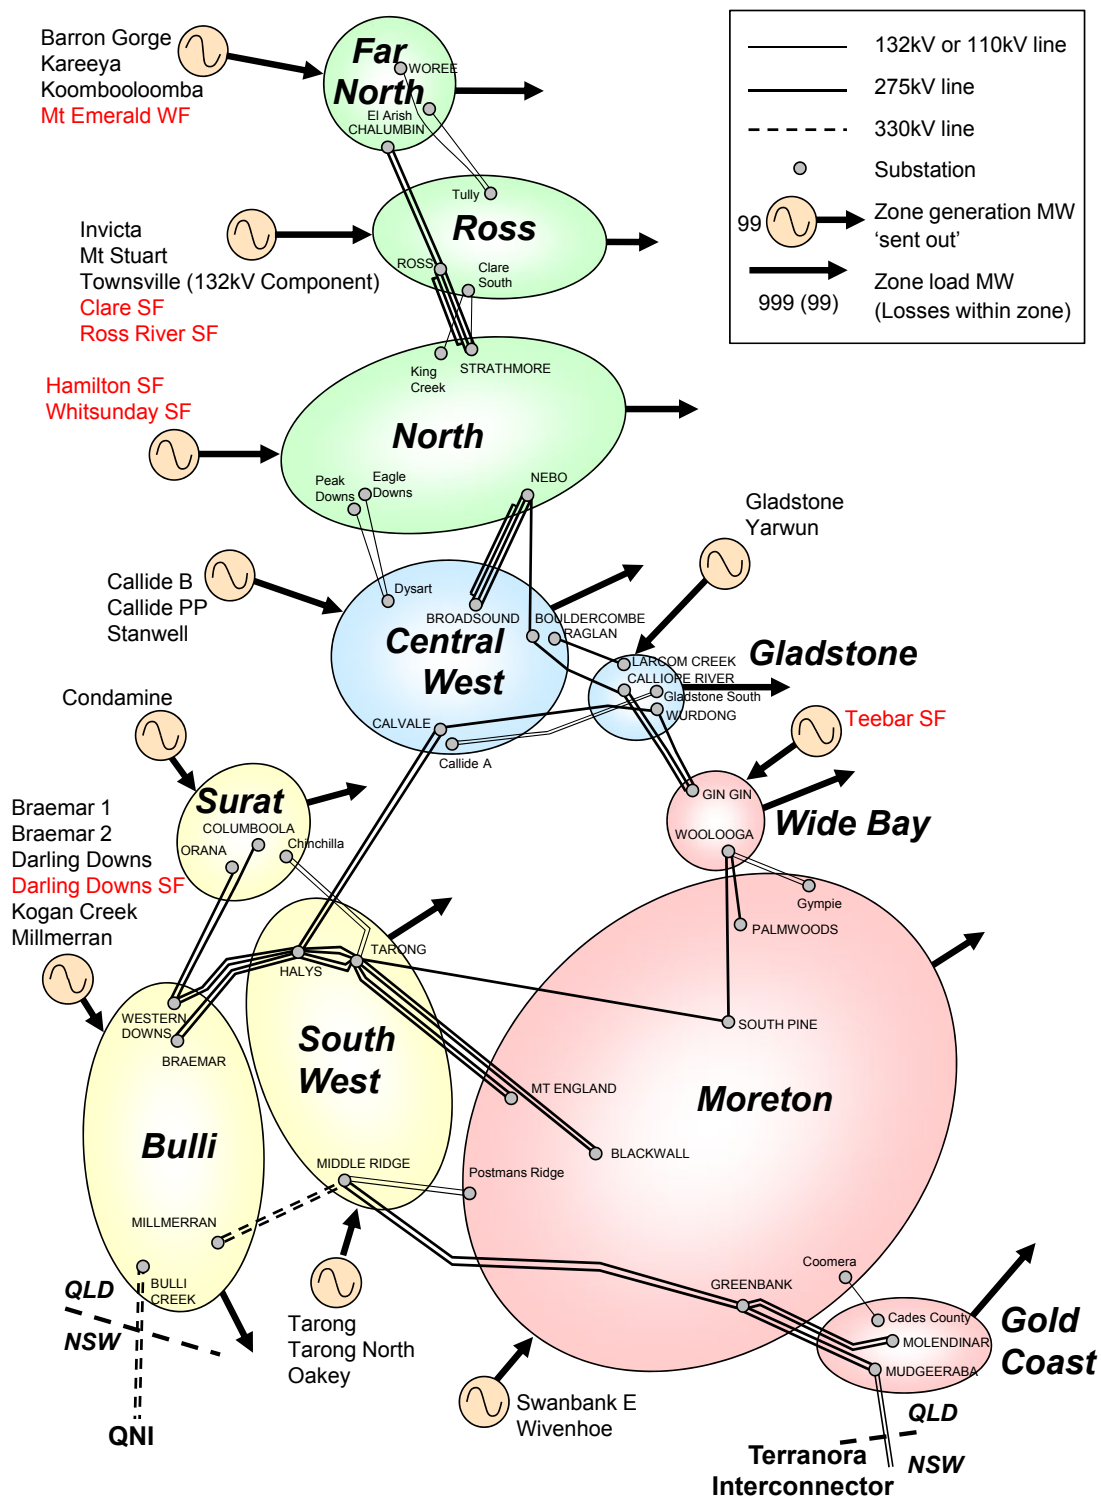 Barron Gorge
Kareeya
Koombooloomba
Mt Emerald WF
Far
North
WOREE
El Arish
CHALUMBIN
132kV or 110kV line
275kV line
330kV line
Substation
99
Zone generation MW
‘sent out’
Zone load MW
999 (99)
(Losses within zone)
Tully
Ross
Invicta
Mt Stuart
Townsville (132kV Component)
Clare SF
Ross River SF
ROSS
Clare
South
King
Creek
STRATHMORE
Hamilton SF
Whitsunday SF
North
Peak
Downs
Eagle
Downs
NEBO
Gladstone
Yarwun
Callide B
Callide PP
Stanwell
Dysart
BROADSOUND
BOULDERCOMBE
RAGLAN
Central
West
LARCOM CREEK
CALLIOPE RIVER
Gladstone South
WURDONG
Gladstone
CALVALE
Callide A
Condamine
Teebar SF
Surat
COLUMBOOLA
ORANA
Chinchilla
GIN GIN
WOOLOOGA
Wide Bay
Braemar 1
Braemar 2
Darling Downs
Darling Downs SF
Kogan Creek
Millmerran
Gympie
PALMWOODS
HALYS
TARONG
WESTERN
DOWNS
BRAEMAR
SOUTH PINE
South
West
MT ENGLAND
Moreton
Bulli
BLACKWALL
MIDDLE RIDGE
Postmans Ridge
MILLMERRAN
BULLI
CREEK
QLD
NSW
QNI
Tarong
Tarong North
Oakey
Coomera
GREENBANK
Cades County
MOLENDINAR
MUDGEERABA
Gold
Coast
Swanbank E
Wivenhoe
QLD
NSW
Terranora
Interconnector